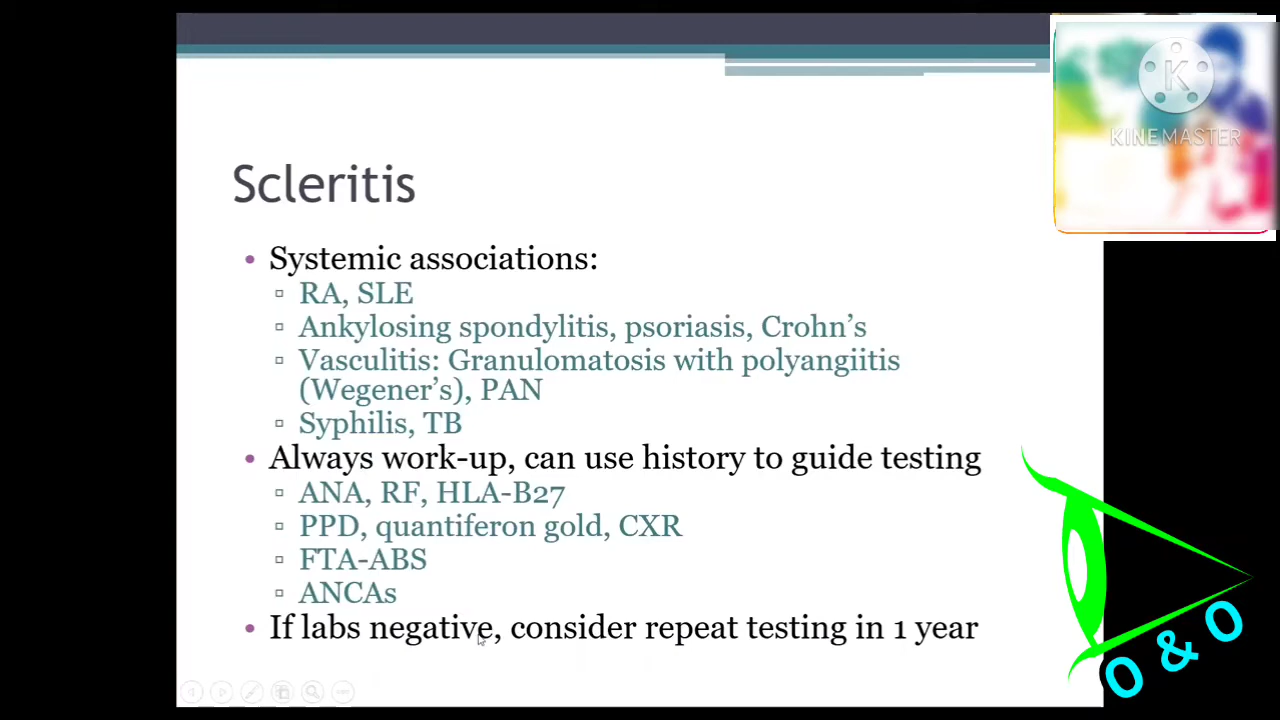 K
KINEMASTER
Scleritis
• Systemic associations:
▫ RA, SLE
▫ Ankylosing spondylitis, psoriasis, Crohn’s
▫ Vasculitis: Granulomatosis with polyangiitis
(Wegener’s), PAN
▫ Syphilis, TB
• Always work-up, can use history to guide testing
▫ ANA, RF, HLA-B27
▫ PPD, quantiferon gold, CXR
▫ FTA-ABS
▫ ANCAs
• If labs negative, consider repeat testing in 1 year
O & O